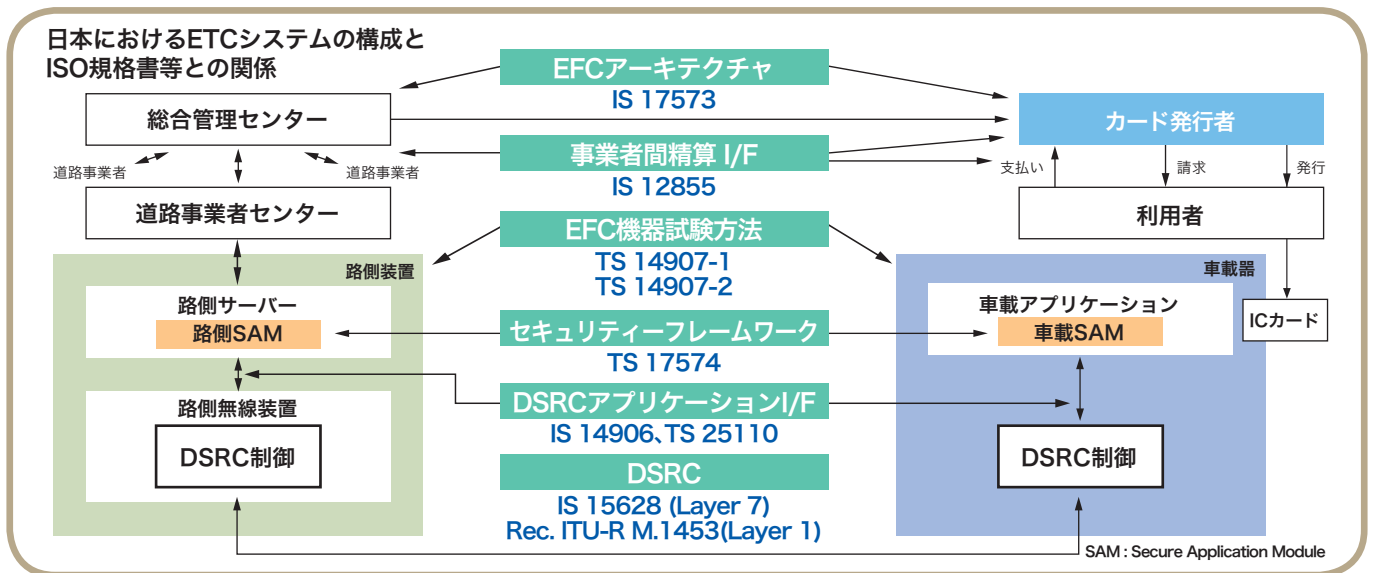 日本におけるETCシステムの構成と
ISO規格書等との関係
EFCアーキテクチャ
IS 17573
総合管理センター
カード発行者
事業者間精算 I/F
IS 12855
道路事業者
道路事業者
支払い
請求
発行
道路事業者センター
利用者
EFC機器試験方法
TS 14907-1
TS 14907-2
路側装置
車載器
路側サーバー
路側SAM
車載アプリケーション
車載SAM
ICカード
セキュリティーフレームワーク
TS 17574
DSRCアプリケーションI/F
IS 14906、TS 25110
路側無線装置
DSRC制御
DSRC制御
DSRC
IS 15628 (Layer 7)
Rec. ITU-R M.1453(Layer 1)
SAM : Secure Application Module